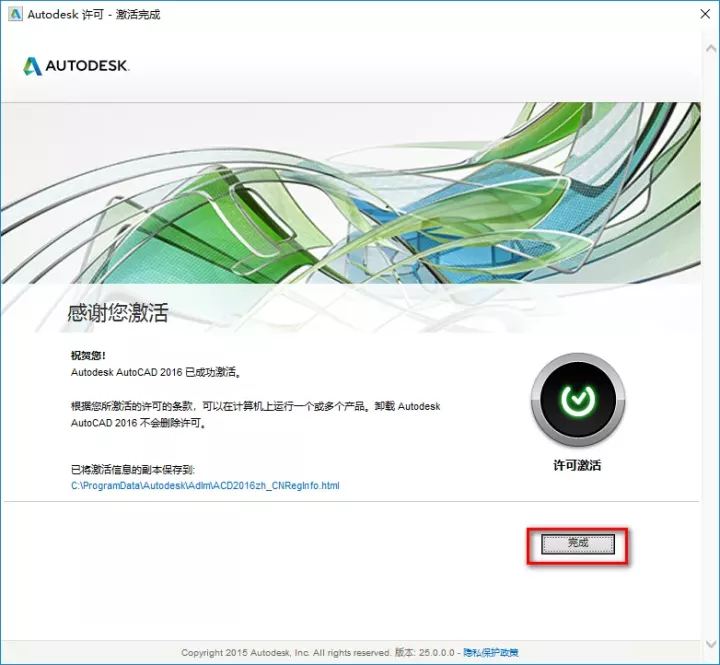 Autodesk 许可 - 激活完成
AUTODESK.
感谢您激活
祝贺您!
Autodesk AutoCAD 2016 已成功激活。
根据您所激活的许可的条款，可以在计算机上运行一个或多个产品。卸载 Autodesk
AutoCAD 2016 不会删除许可。
许可激活
已将激活信息的副本保存到:
C:\ProgramData\Autodesk\Adlm\ACD2016zh_CNRegInfo.html
完成
Copyright 2015 Autodesk, Inc. All rights reserved. 版本: 25.0.0.0 - 隐私保护政策